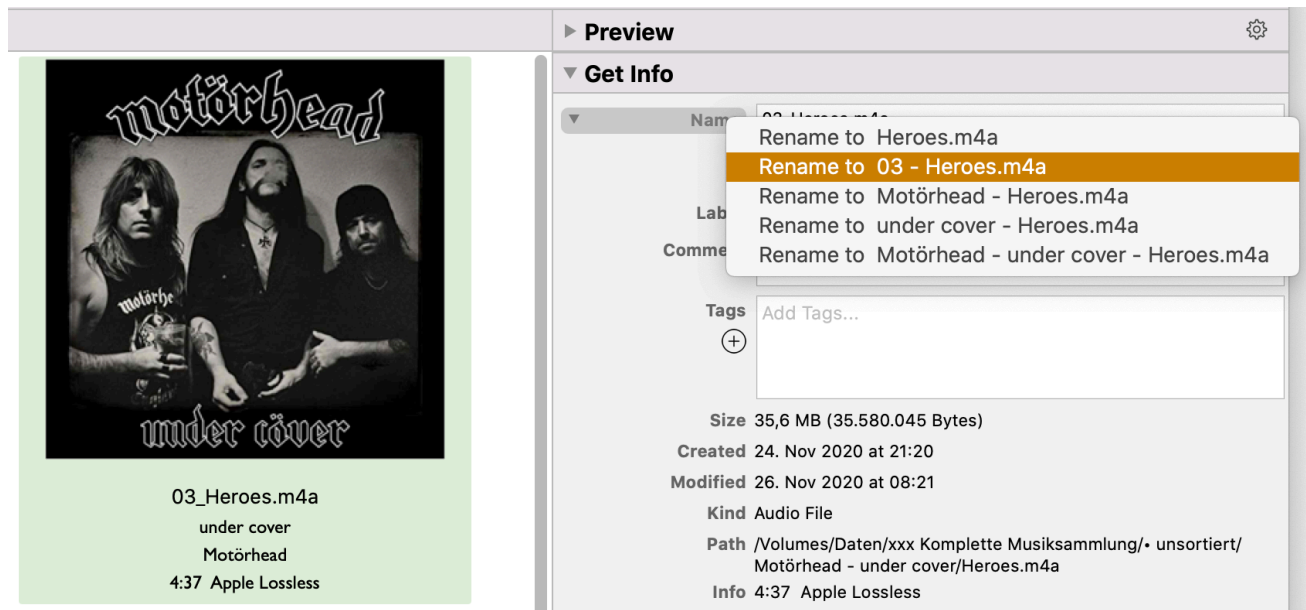 motörhead
motörhe
under cöver
03_Heroes.m4a
under cover
Motörhead
4:37 Apple Lossless
Preview
Get Info
Nam
Rename to Heroes.m4a
Rename to 03 - Heroes.m4a
Rename to Motörhead - Heroes.m4a
Rename to under cover - Heroes.m4a
Rename to Motörhead - under cover - Heroes.m4a
Lab
Comme
Tags
Add Tags...
Size 35,6 MB (35.580.045 Bytes)
Created 24. Nov 2020 at 21:20
Modified 26. Nov 2020 at 08:21
Kind Audio File
Path /Volumes/Daten/xxx Komplette Musiksammlung/• unsortiert/
Motörhead - under cover/Heroes.m4a
Info 4:37 Apple Lossless